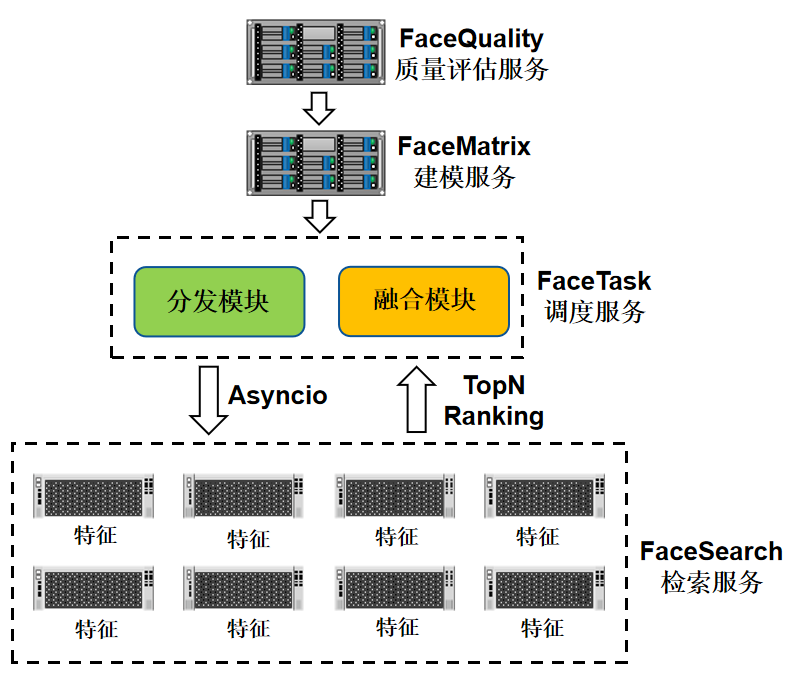 FaceQuality
质量评估服务
FaceMatrix
建模服务
分发模块
融合模块
FaceTask
调度服务
Asyncio
TopN
Ranking
特征
特征
特征
特征
FaceSearch
检索服务
特征
特征
特征
特征